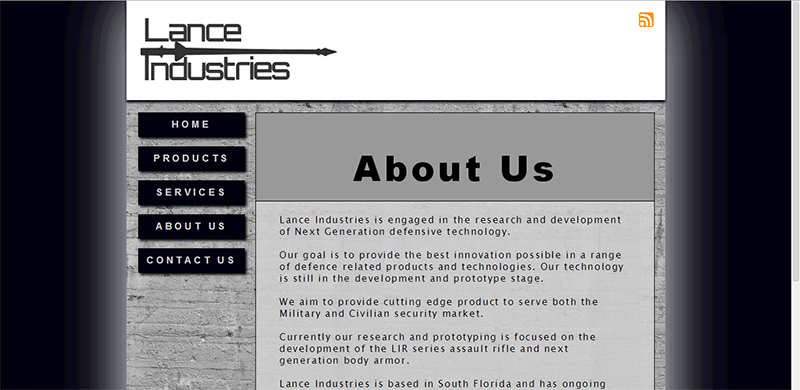 Lance
Industries
HOME
PRODUCTS
SERVICES
ABOUT US
CONTACT US
About Us
Lance Industries is engaged in the research and development
of Next Generation defensive technology.
Our goal is to provide the best innovation possible in a range
of defence related products and technologies. Our technology
is still in the development and prototype stage.
We aim to provide cutting edge product to serve both the
Military and Civilian security market.
Currently our research and prototyping is focused on the
development of the LIR series assault rifle and next
generation body armor.
Lance Industries is based in South Florida and has ongoing